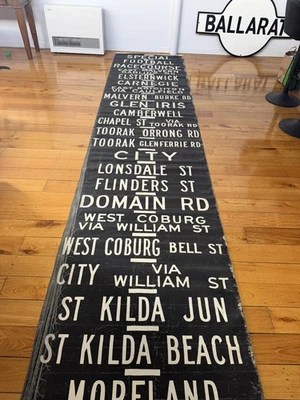 BALLARAT
SPECIAL
FOOTBALL
RACECOURSE
ELSTERNWICK
CARNEGIE
VIA CAULFIELD
MALVERN BURKE RD
GLEN IRIS
CAMBERWELL
CHAPEL ST VIA TOORAK RD
TOORAK ORRONG RD
TOORAK GLENFERRIE RD
CITY
LONSDALE ST
FLINDERS ST
DOMAIN RD
WEST COBURG
VIA WILLIAM ST
WEST COBURG BELL ST
CITY VIA WILLIAM ST
ST KILDA JUN
ST KILDA BEACH
MORELAND